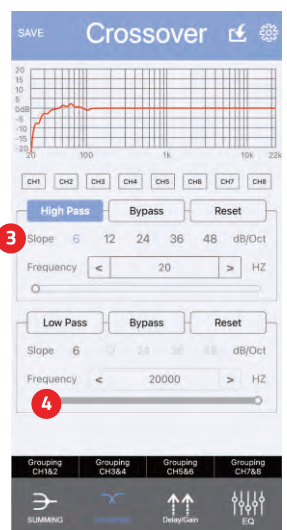 SAVE Crossover
20
15
10
5
0dB
-5
-10
-15
-20
20 100 1k 10k 22k
CH1 CH2 CH3 CH4 CH5 CH6 CH7 CH8
High Pass Bypass Reset
3 Slope 6 12 24 36 48 dB/Oct
Frequency < 20 > HZ
Low Pass Bypass Reset
Slope 6 12 24 36 48 dB/Oct
Frequency < 20000 > HZ
4
Grouping Grouping Grouping Grouping
CH1&2 CH3&4 CH5&6 CH7&8
SUMMING Delay/Gain EQ